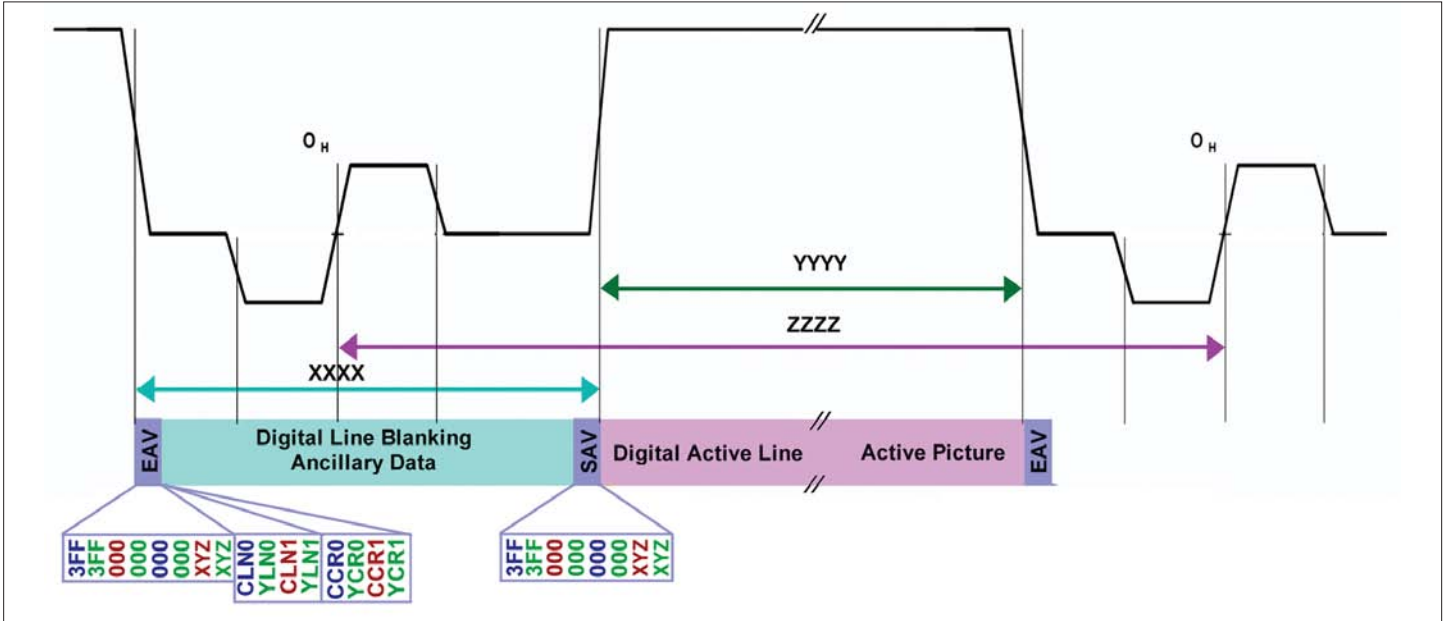 O H
O H
YYYY
ZZZZ
XXXX
EAV
Digital Line Blanking
Ancillary Data
SAV
Digital Active Line
Active Picture
EAV
3FF
3FF
000
000
000
000
XYZ
XYZ
CLN0
YLN0
CLN1
YLN1
CCR0
YCR0
CCR1
YCR1
3FF
3FF
000
000
000
000
XYZ
XYZ